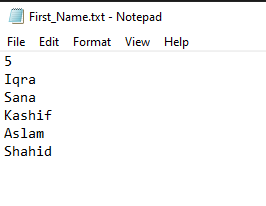 First_Name.txt - Notepad
File Edit Format View Help
5
Iqra
Sana
Kashif
Aslam
Shahid